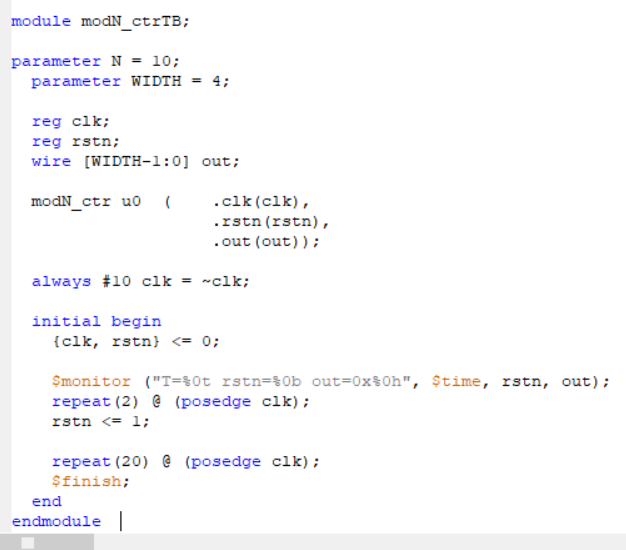 module modN_ctrTB;
parameter N = 10;
parameter WIDTH = 4;
reg clk;
reg rstn;
wire [WIDTH-1:0] out;
modN_ctr u0 ( .clk(clk),
.rstn(rstn),
.out(out));
always #10 clk = ~clk;
initial begin
{clk, rstn} <= 0;
$monitor ("T=%0t rstn=%0b out=0x%0h", $time, rstn, out);
repeat(2) @ (posedge clk);
rstn <= 1;
repeat(20) @ (posedge clk);
$finish;
end
endmodule